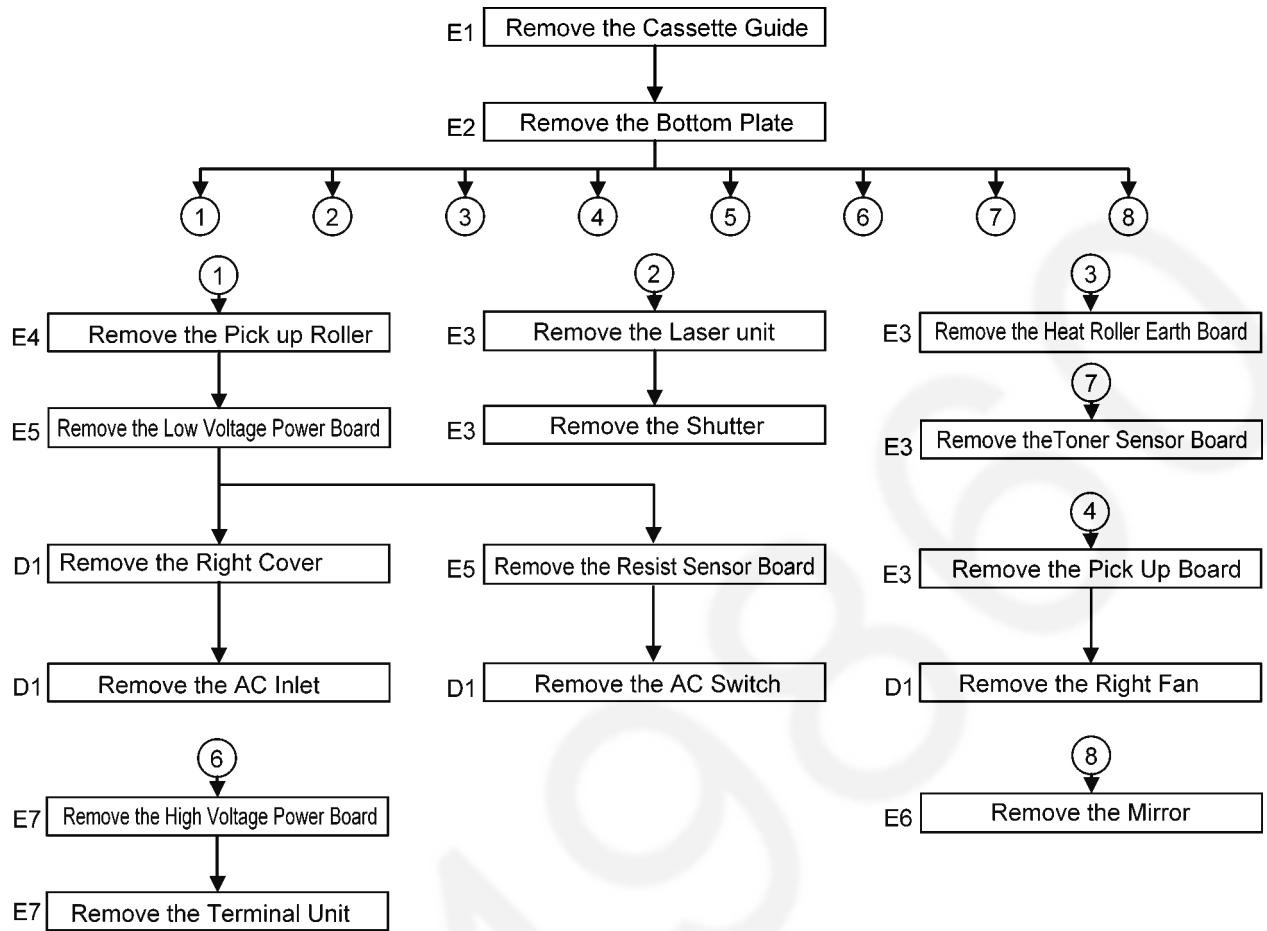 E1 Remove the Cassette Guide
E2 Remove the Bottom Plate
1 2 3 4 5 6 7 8
1 2 3
E4 Remove the Pick up Roller
E3 Remove the Laser unit
E3 Remove the Heat Roller Earth Board
7
E5 Remove the Low Voltage Power Board
E3 Remove the Shutter
E3 Remove theToner Sensor Board
4
D1 Remove the Right Cover
E5 Remove the Resist Sensor Board
E3 Remove the Pick Up Board
D1 Remove the AC Inlet
D1 Remove the AC Switch
D1 Remove the Right Fan
6 8
E7 Remove the High Voltage Power Board
E6 Remove the Mirror
E7 Remove the Terminal Unit